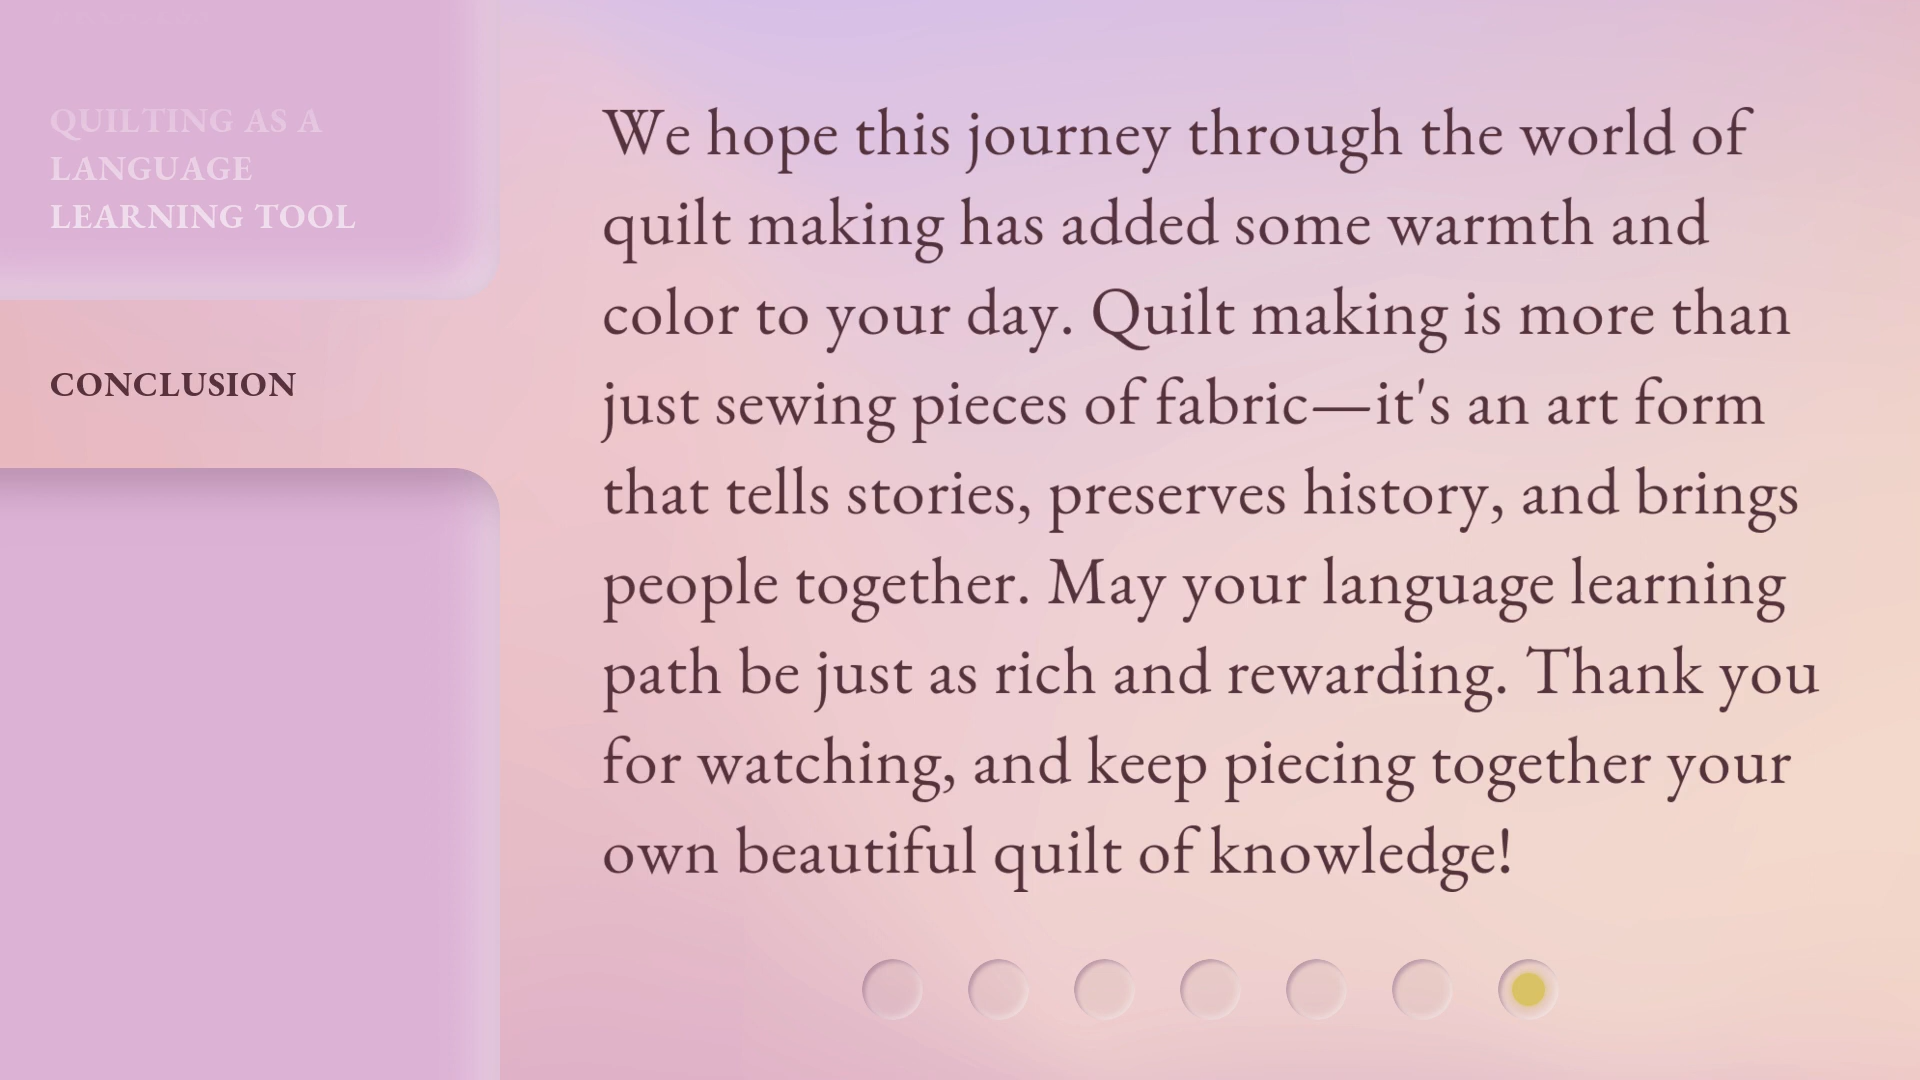 QUILTING AS A
LANGUAGE
LEARNING TOOL
CONCLUSION
We hope this journey through the world of
quilt making has added some warmth and
color to your day. Quilt making is more than
just sewing pieces of fabric—it's an art form
that tells stories, preserves history, and brings
people together. May your language learning
path be just as rich and rewarding. Thank you
for watching, and keep piecing together your
own beautiful quilt of knowledge!